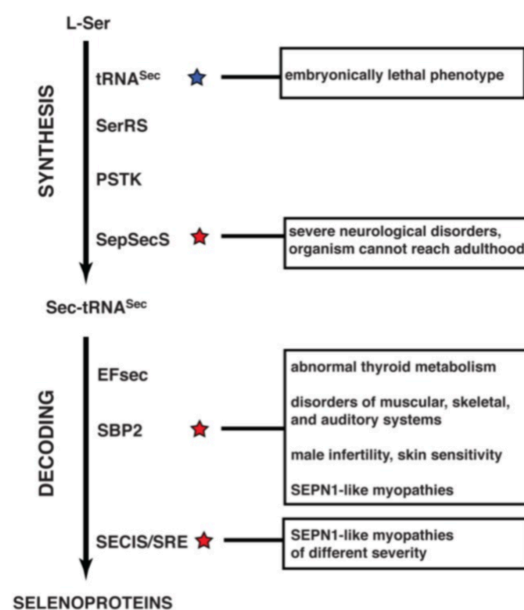 L-Ser
SYNTHESIS
tRNASec
embryonically lethal phenotype
SerRS
PSTK
SepSecS
severe neurological disorders,
organism cannot reach adulthood
Sec-tRNASec
DECODING
EFsec
SBP2
abnormal thyroid metabolism
disorders of muscular, skeletal,
and auditory systems
male infertility, skin sensitivity
SEPN1-like myopathies
SECIS/SRE
SEPN1-like myopathies
of different severity
SELENOPROTEINS